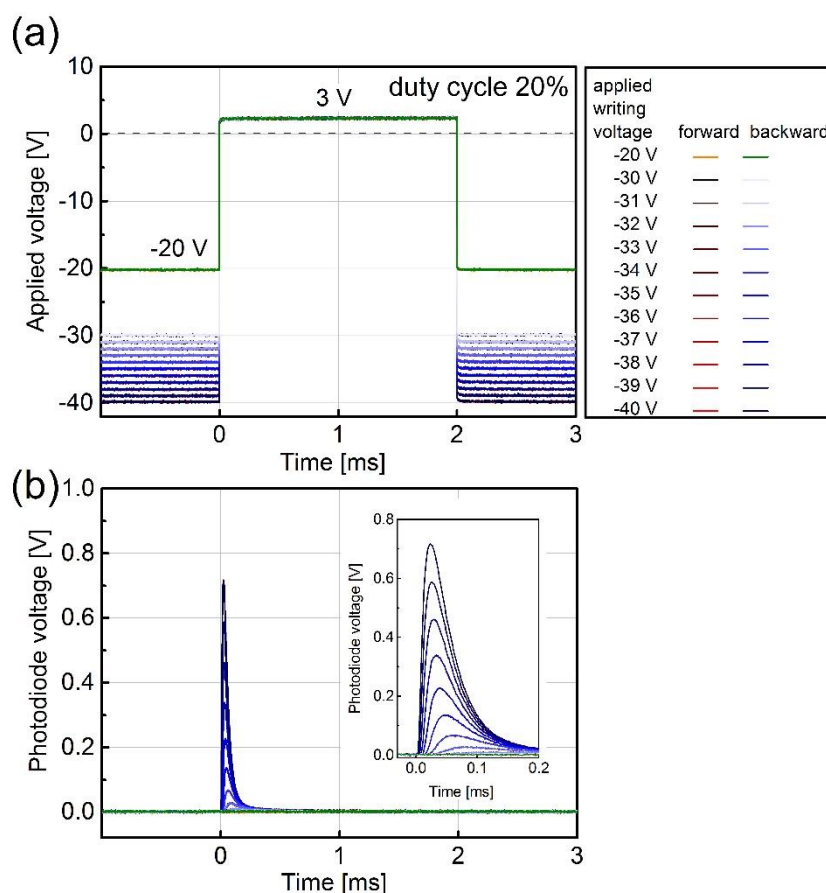 (a)
10
0
-10
-20
-30
-40
Applied voltage [V]
duty cycle 20%
3 V
-20 V
0
1
2
3
Time [ms]
applied
writing
voltage forward backward
-20 V
-30 V
-31 V
-32 V
-33 V
-34 V
-35 V
-36 V
-37 V
-38 V
-39 V
-40 V
(b)
1.0
0.8
0.6
0.4
0.2
0.0
Photodiode voltage [V]
0
1
2
3
Time [ms]
0.8
0.6
0.4
0.2
0.0
Photodiode voltage [V]
0.0
0.1
0.2
Time [ms]